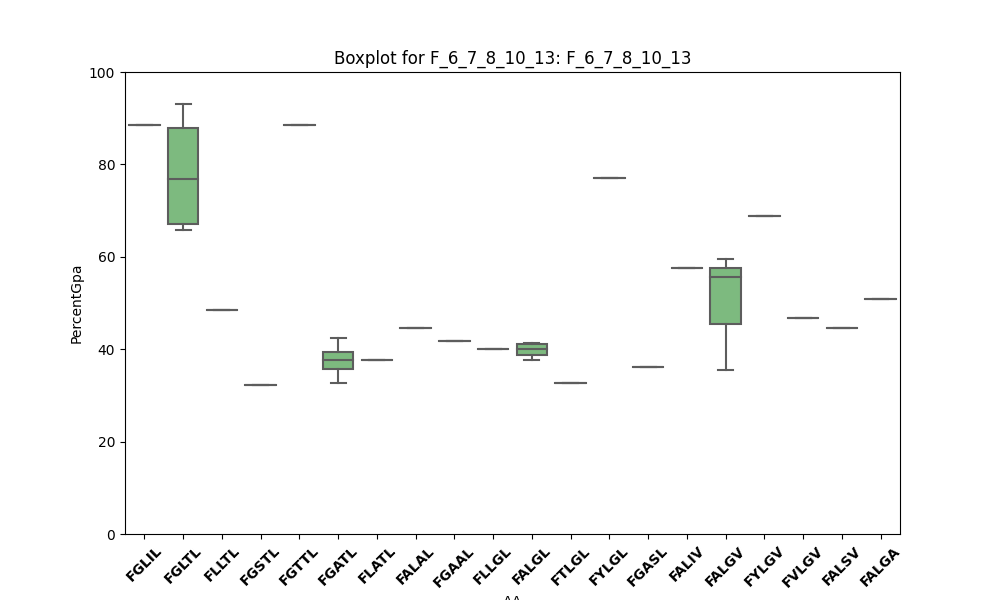 Boxplot for F_6_7_8_10_13: F_6_7_8_10_13
PercentGpa
100
80
60
40
20
0
FGLIL FGLTL FLLTL FGSTL FGTTL FGATL FLATL FALAL FGAAL FLLGL FALGL FTLGL FYLGL FGASL FALIV FALGV FYLGV FVLGV FALSV FALGA
AA